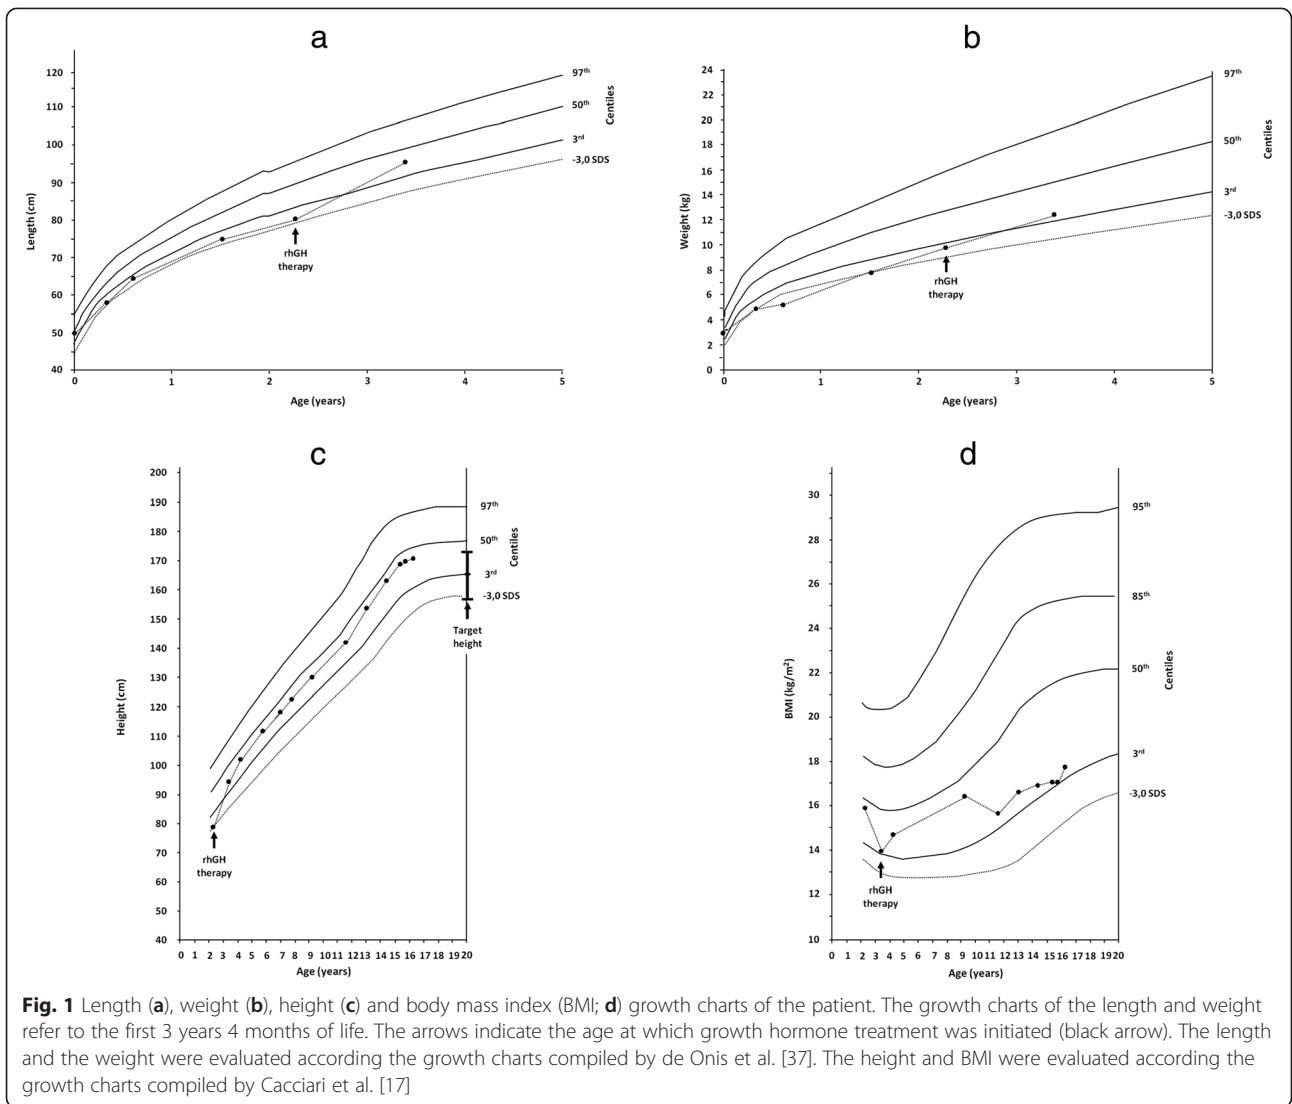 a
120
110
100
90
80
70
60
50
40
Length (cm)
0 1 2 3 4 5
Age (years)
rhGH
therapy
97th
50th
3rd
-3,0 SDS
Centiles
b
24
22
20
18
16
14
12
10
8
6
4
2
0
Weight (kg)
0 1 2 3 4 5
Age (years)
rhGH
therapy
97th
50th
3rd
-3,0 SDS
Centiles
c
200
190
180
170
160
150
140
130
120
110
100
90
80
70
60
50
40
Height (cm)
0 1 2 3 4 5 6 7 8 9 10 11 12 13 14 15 16 17 18 19 20
Age (years)
rhGH
therapy
97th
50th
3rd
-3,0 SDS
Centiles
Target
height
d
30
28
26
24
22
20
18
16
14
12
10
BMI (kg/m²)
0 1 2 3 4 5 6 7 8 9 10 11 12 13 14 15 16 17 18 19 20
Age (years)
rhGH
therapy
95th
85th
50th
3rd
-3,0 SDS
Centiles
Fig. 1 Length (a), weight (b), height (c) and body mass index (BMI; d) growth charts of the patient. The growth charts of the length and weight
refer to the first 3 years 4 months of life. The arrows indicate the age at which growth hormone treatment was initiated (black arrow). The length
and the weight were evaluated according the growth charts compiled by de Onis et al. [37]. The height and BMI were evaluated according the
growth charts compiled by Cacciari et al. [17]